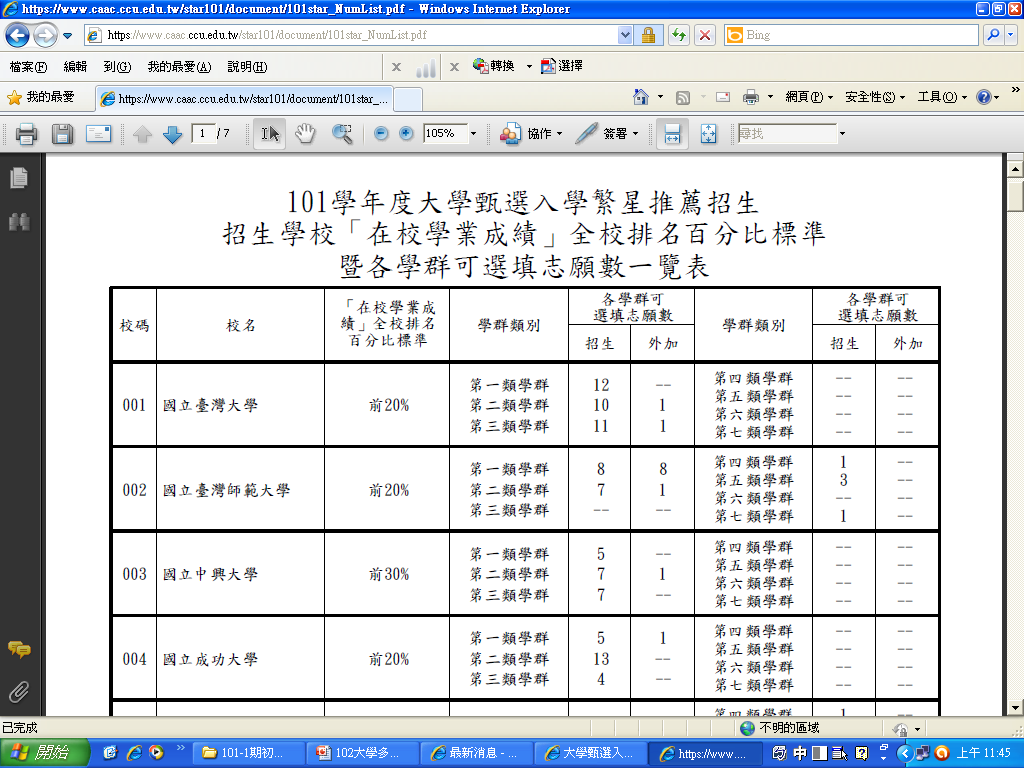 https://www.caac.ccu.edu.tw/star101/document/101star_NumList.pdf - Windows Internet Explorer
https://www.caac.ccu.edu.tw/star101/document/101star_NumList.pdf
Bing
檔案(F) 編輯 到(G) 我的最愛(A) 說明(H)
轉換 選擇
我的最愛
https://www.caac.ccu.edu.tw/star101/document/101star_...
網頁(P) 安全性(S) 工具(O)
1 / 7
105%
協作
簽署
尋找
101學年度大學甄選入學繁星推薦招生
招生學校「在校學業成績」全校排名百分比標準
暨各學群可選填志願數一覽表
校碼 校名 「在校學業成績」全校排名百分比標準 學群類別 各學群可選填志願數 學群類別 各學群可選填志願數
招生 外加 招生 外加
001 國立臺灣大學 前20%
第一類學群 12 --
第二類學群 10 1
第三類學群 11 1
第四類學群 -- --
第五類學群 -- --
第六類學群 -- --
第七類學群 -- --
002 國立臺灣師範大學 前20%
第一類學群 8 8
第二類學群 7 1
第三類學群 -- --
第四類學群 1 --
第五類學群 3 --
第六類學群 -- --
第七類學群 1 --
003 國立中興大學 前30%
第一類學群 5 --
第二類學群 7 1
第三類學群 7 --
第四類學群 -- --
第五類學群 -- --
第六類學群 -- --
第七類學群 -- --
004 國立成功大學 前20%
第一類學群 5 1
第二類學群 13 --
第三類學群 4 --
第四類學群 -- --
第五類學群 -- --
第六類學群 -- --
第七類學群 -- --
第四類學群 1 --
已完成
不明的區域
開始
101-1期初...
102大學多...
最新消息 - ...
大學甄選入...
https://www....
中
上午 11:45